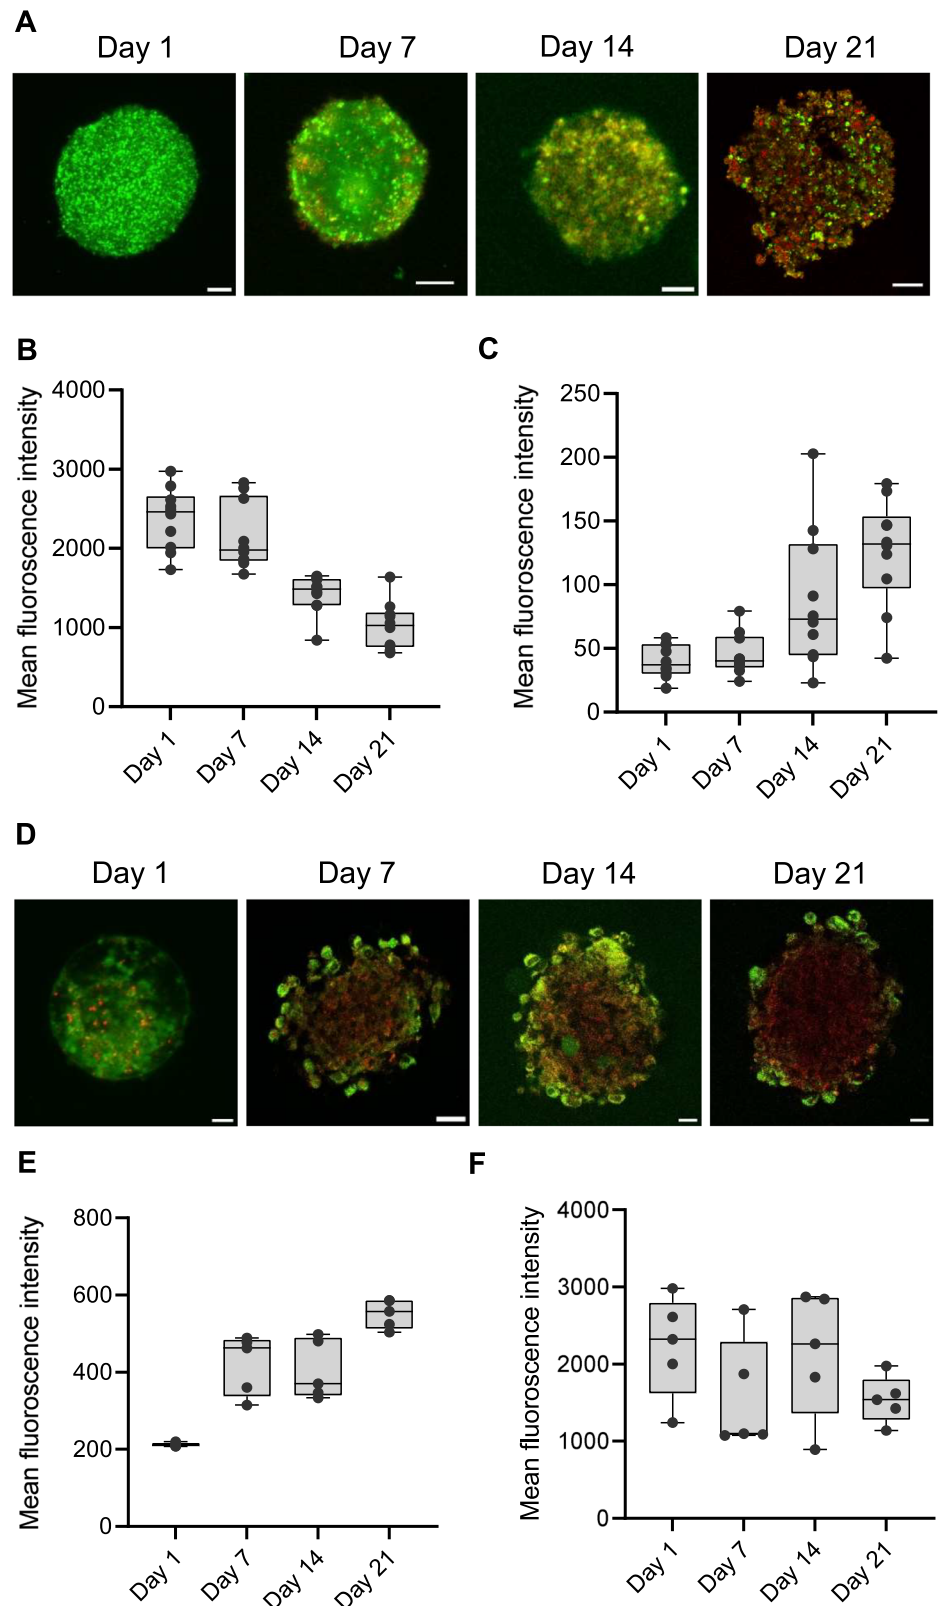 A
Day 1
Day 7
Day 14
Day 21
B
Mean fluoroscence intensity
4000
3000
2000
1000
0
Day 1
Day 7
Day 14
Day 21
C
Mean fluoroscence intensity
250
200
150
100
50
0
Day 1
Day 7
Day 14
Day 21
D
Day 1
Day 7
Day 14
Day 21
E
Mean fluoroscence intensity
800
600
400
200
0
Day 1
Day 7
Day 14
Day 21
F
Mean fluoroscence intensity
4000
3000
2000
1000
0
Day 1
Day 7
Day 14
Day 21